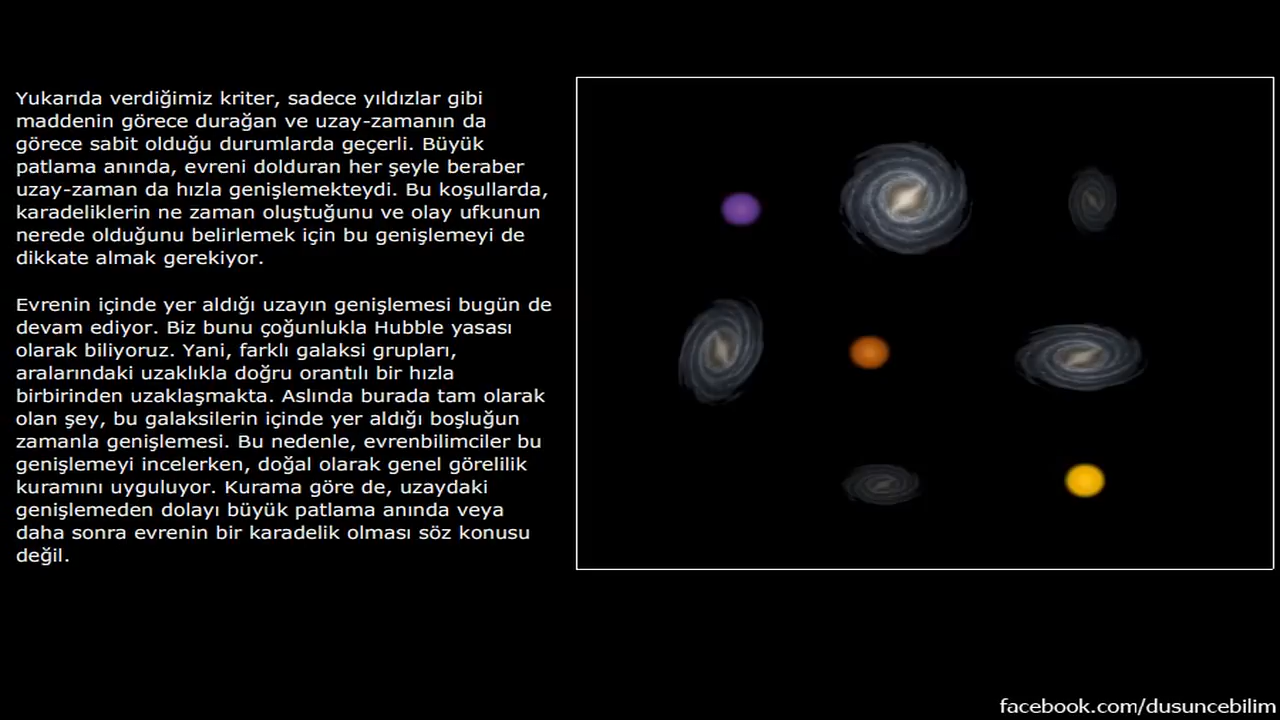 Yukarıda verdiğimiz kriter, sadece yıldızlar gibi
maddenin görece durağan ve uzay-zamanın da
görece sabit olduğu durumlarda geçerli. Büyük
patlama anında, evreni dolduran her şeyle beraber
uzay-zaman da hızla genişlemekteydi. Bu koşullarda,
karadeliklerin ne zaman oluştuğunu ve olay ufkunun
nerede olduğunu belirlemek için bu genişlemeyi de
dikkate almak gerekiyor.
Evrenin içinde yer aldığı uzayın genişlemesi bugün de
devam ediyor. Biz bunu çoğunlukla Hubble yasası
olarak biliyoruz. Yani, farklı galaksi grupları,
aralarındaki uzaklıkla doğru orantılı bir hızla
birbirinden uzaklaşmakta. Aslında burada tam olarak
olan şey, bu galaksilerin içinde yer aldığı boşluğun
zamanla genişlemesi. Bu nedenle, evrenbilimciler bu
genişlemeyi incelerken, doğal olarak genel görelilik
kuramını uyguluyor. Kurama göre de, uzaydaki
genişlemeden dolayı büyük patlama anında veya
daha sonra evrenin bir karadelik olması söz konusu
değil.
facebook.com/dusuncebilim